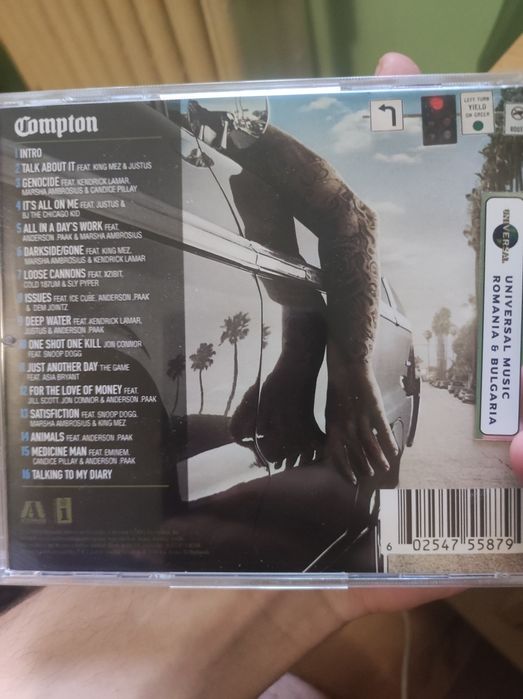 Compton
1 INTRO
2 TALK ABOUT IT FEAT. KING MEZ & JUSTUS
3 GENOCIDE FEAT. KENDRICK LAMAR,
MARSHA AMBROSIUS & CANDICE PILLAY
4 IT'S ALL ON ME FEAT. JUSTUS &
BJ THE CHICAGO KID
5 ALL IN A DAY'S WORK FEAT.
ANDERSON .PAAK & MARSHA AMBROSIUS
6 DARKSIDE/GONE FEAT. KING MEZ,
MARSHA AMBROSIUS & KENDRICK LAMAR
7 LOOSE CANNONS FEAT. XZIBIT,
COLD 187UM & SLY PYPER
8 ISSUES FEAT. ICE CUBE, ANDERSON .PAAK
& DEM JOINTZ
9 DEEP WATER FEAT. KENDRICK LAMAR,
JUSTUS & ANDERSON .PAAK
10 ONE SHOT ONE KILL JON CONNOR
FEAT. SNOOP DOGG
11 JUST ANOTHER DAY THE GAME
FEAT. ASIA BRYANT
12 FOR THE LOVE OF MONEY FEAT.
JILL SCOTT, JON CONNOR & ANDERSON .PAAK
13 SATISFICTION FEAT. SNOOP DOGG,
MARSHA AMBROSIUS & KING MEZ
14 ANIMALS FEAT. ANDERSON .PAAK
15 MEDICINE MAN FEAT. EMINEM,
CANDICE PILLAY & ANDERSON .PAAK
16 TALKING TO MY DIARY
LEFT TURN
YIELD
ON GREEN
UNIVERSAL
UNIVERSAL MUSIC
ROMANIA & BULGARIA
6 02547 55879